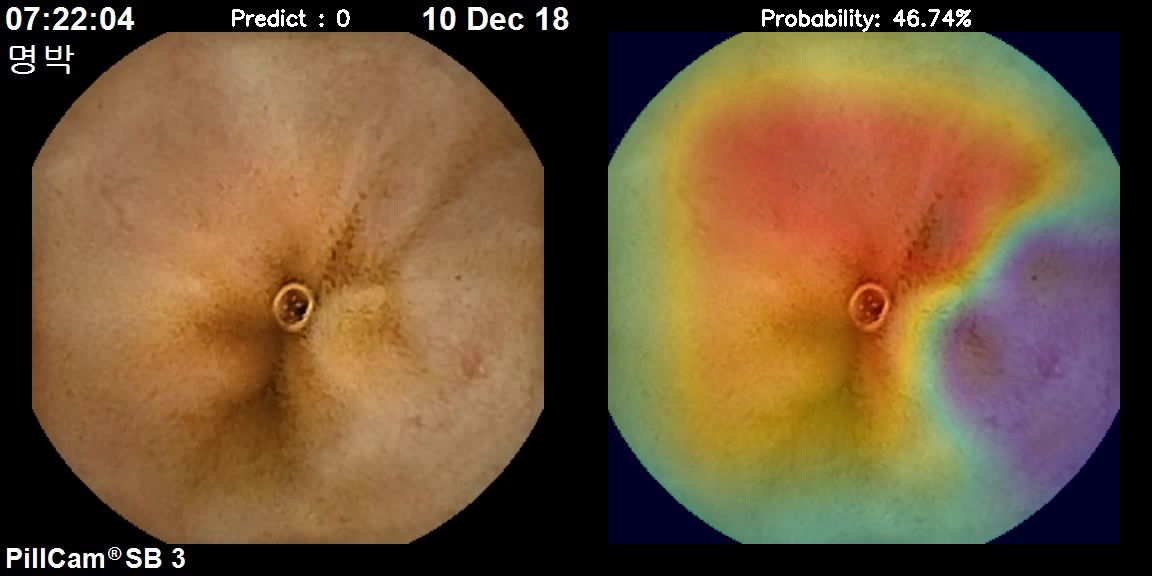 07:22:04
Predict : 0
10 Dec 18
Probability: 46.74%
명박
PillCam® SB 3